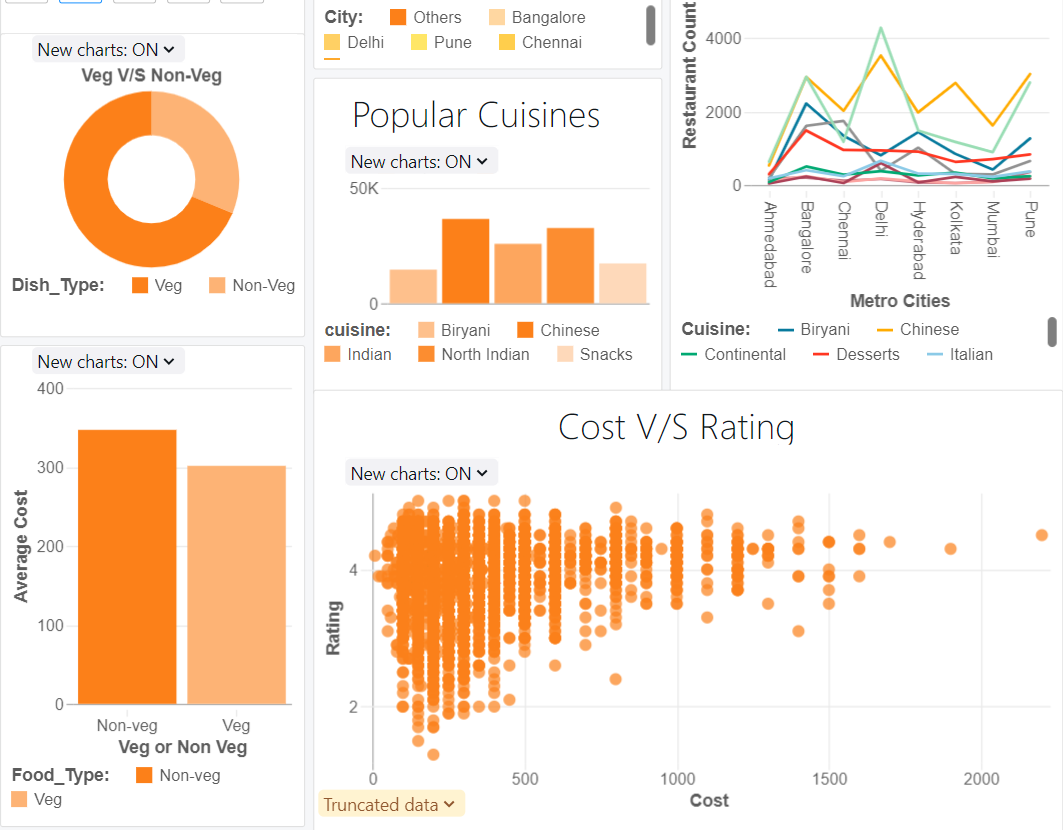 New charts: ON
Veg V/S Non-Veg
Dish_Type: Veg Non-Veg
New charts: ON
400
300
200
100
0
Average Cost
Non-veg Veg
Veg or Non Veg
Food_Type: Non-veg
Veg
City: Others Bangalore
Delhi Pune Chennai
Popular Cuisines
New charts: ON
50K
0
cuisine: Biryani Chinese
Indian North Indian Snacks
Restaurant Count
4000
2000
0
Ahmedabad
Bangalore
Chennai
Delhi
Hyderabad
Kolkata
Mumbai
Pune
Metro Cities
Cuisine: Biryani Chinese
Continental Desserts Italian
Cost V/S Rating
New charts: ON
Rating
4
2
0 500 1000 1500 2000
Cost
Truncated data